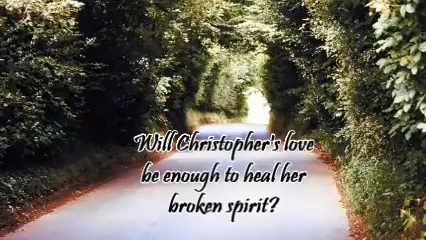 Will Christopher's love
be enough to heal her
broken spirit?